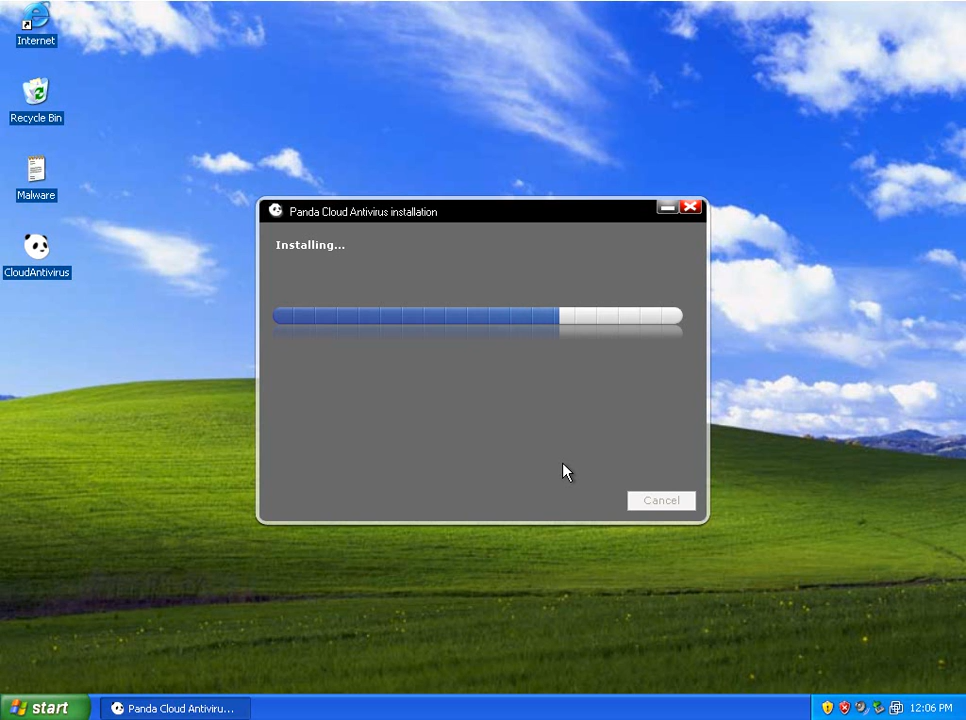 Internet
Recycle Bin
Malware
CloudAntivirus
Panda Cloud Antivirus installation
Installing...
Cancel
start
Panda Cloud Antiviru...
12:06 PM